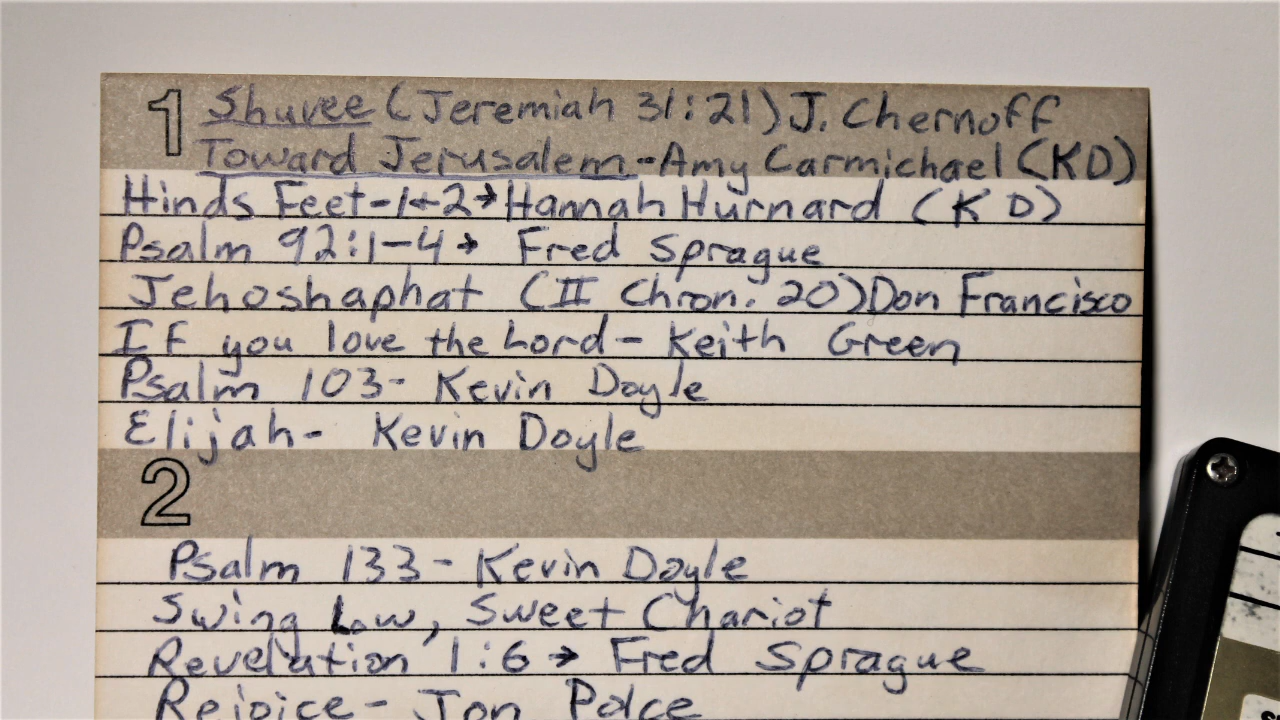 1 Shuvee (Jeremiah 31:21) J. Chernoff
Toward Jerusalem-Amy Carmichael (KD)
Hinds Feet-1+2→Hannah Hurnard (KD)
Psalm 92:1-4→ Fred Sprague
Jehoshaphat (II Chron. 20) Don Francisco
If you love the Lord- Keith Green
Psalm 103- Kevin Doyle
Elijah- Kevin Doyle
2
Psalm 133- Kevin Doyle
Swing Low, Sweet Chariot
Revelation 1:6→ Fred Sprague
Rejoice- Jon Polce